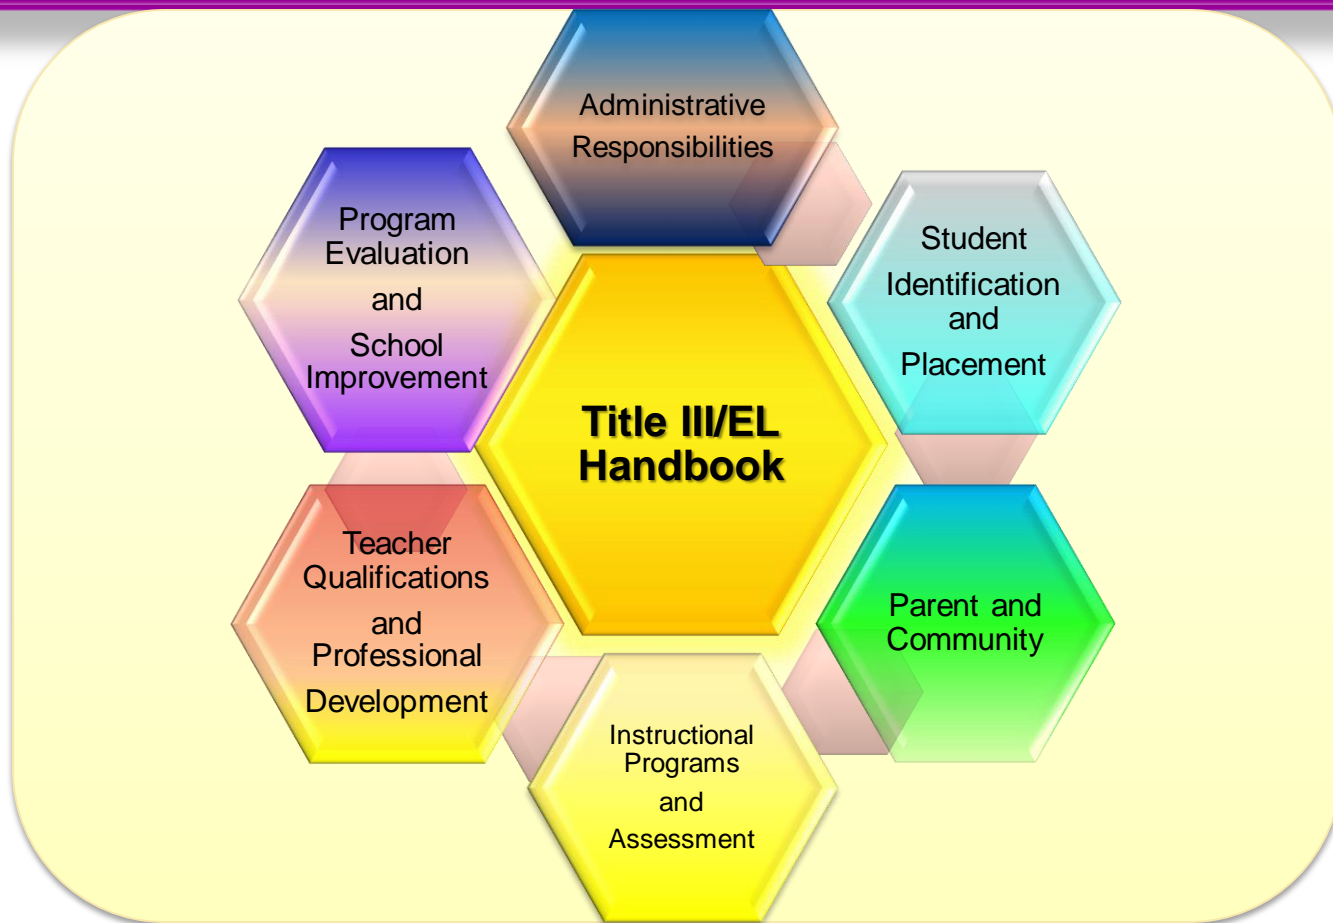 Administrative
Responsibilities
Student
Identification
and
Placement
Parent and
Community
Instructional
Programs
and
Assessment
Teacher
Qualifications
and
Professional
Development
Program
Evaluation
and
School
Improvement
Title III/EL
Handbook